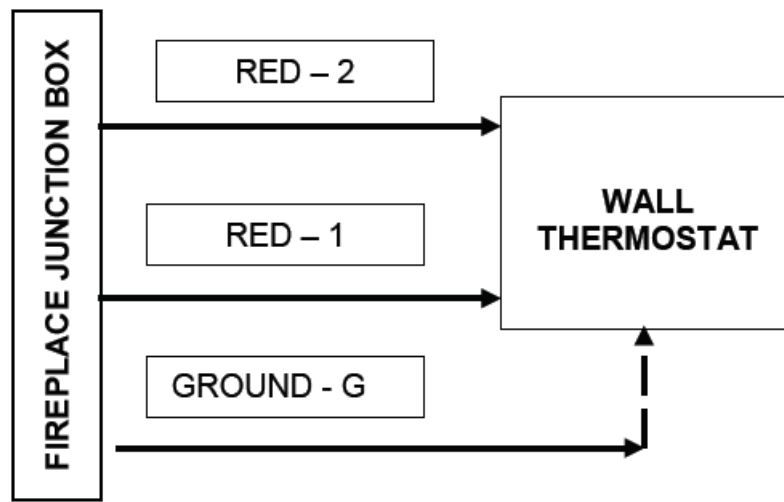 FIREPLACE JUNCTION BOX
RED – 2
RED – 1
GROUND - G
WALL
THERMOSTAT